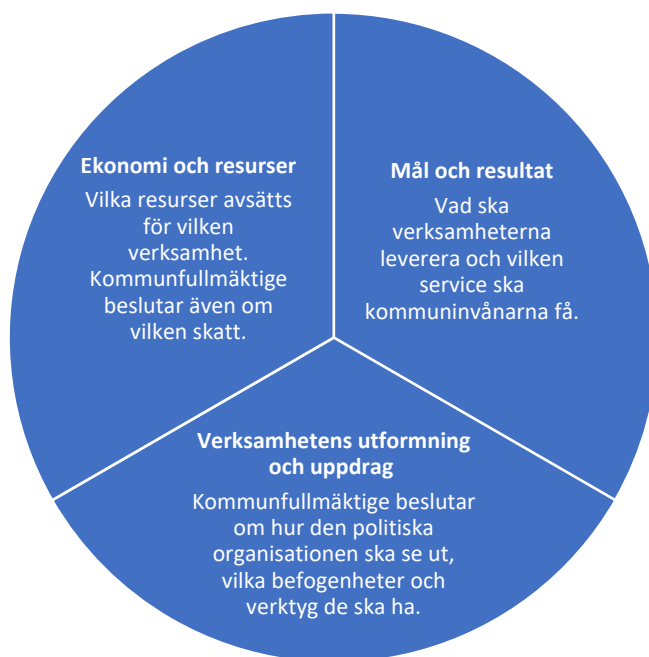 Ekonomi och resurser
Vilka resurser avsätts
för vilken
verksamhet.
Kommunfullmäktige
beslutar även om
vilken skatt.
Mål och resultat
Vad ska
verksamheterna
leverera och vilken
service ska
kommuninvånarna få.
Verksamhetens utformning
och uppdrag
Kommunfullmäktige beslutar
om hur den politiska
organisationen ska se ut,
vilka befogenheter och
verktyg de ska ha.